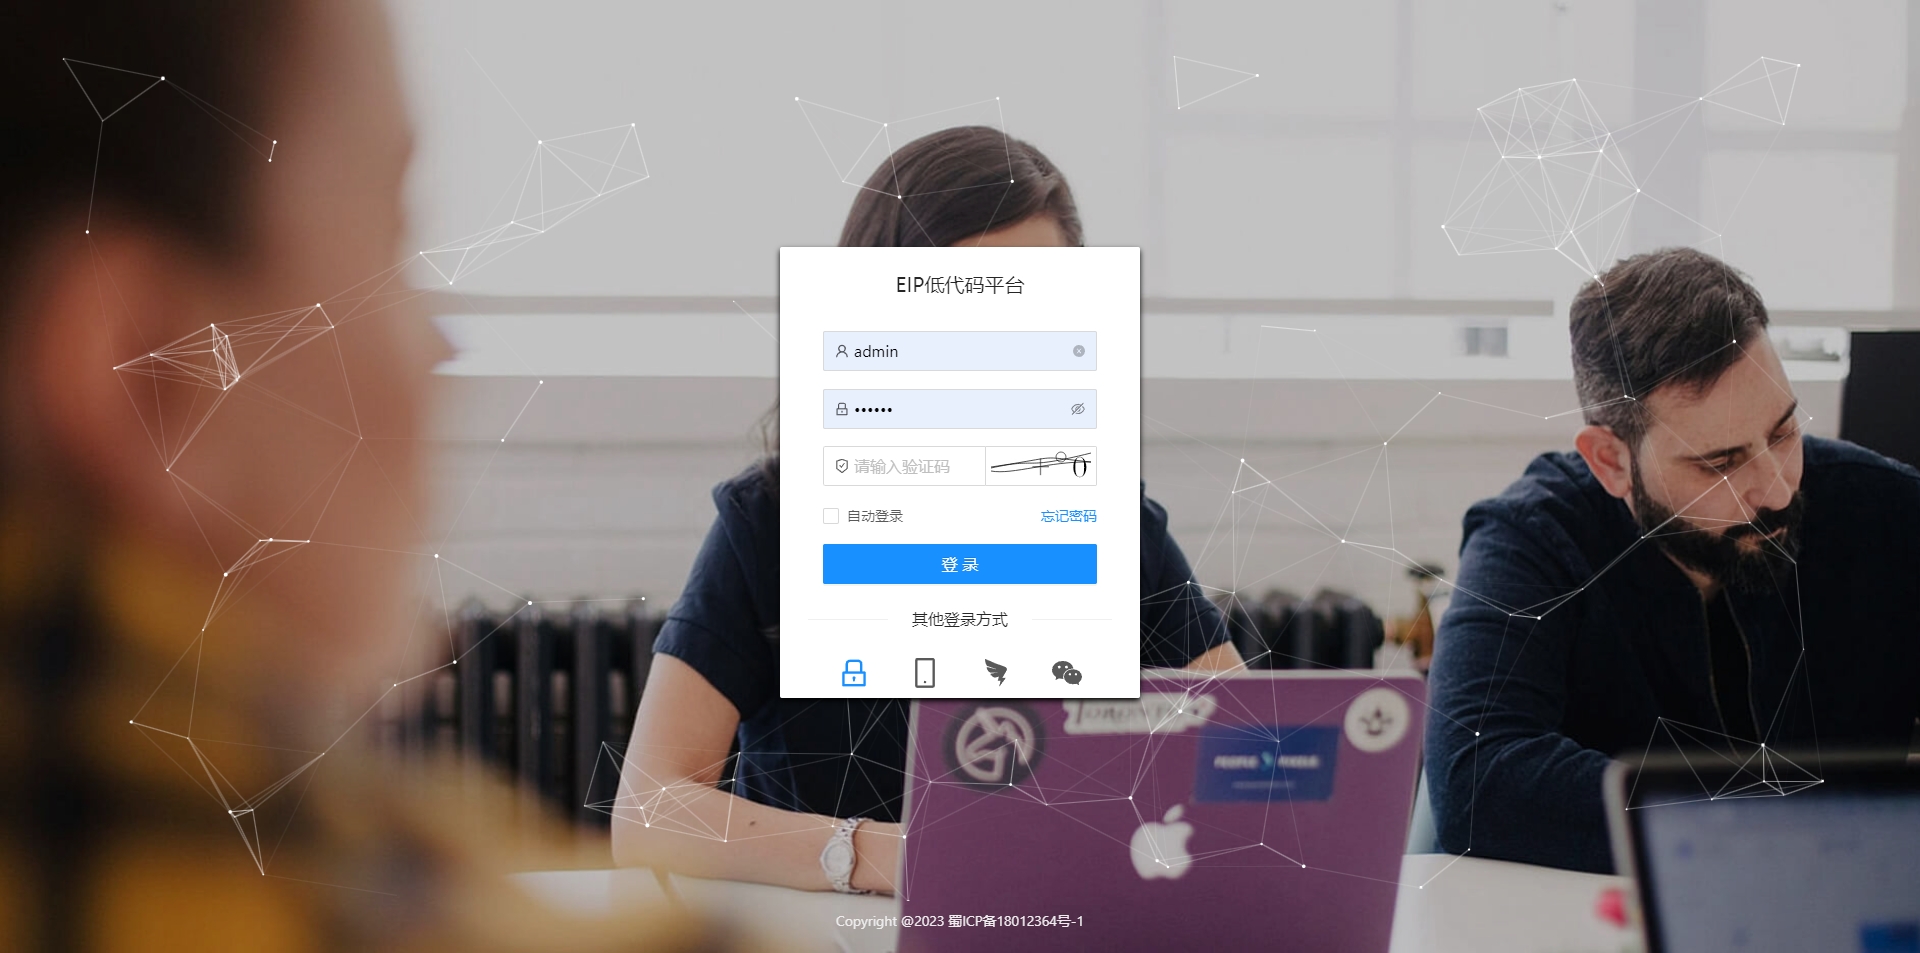 EIP低代码平台
admin
••••••
请输入验证码
自动登录 忘记密码
登 录
其他登录方式
Copyright @2023 蜀ICP备18012364号-1